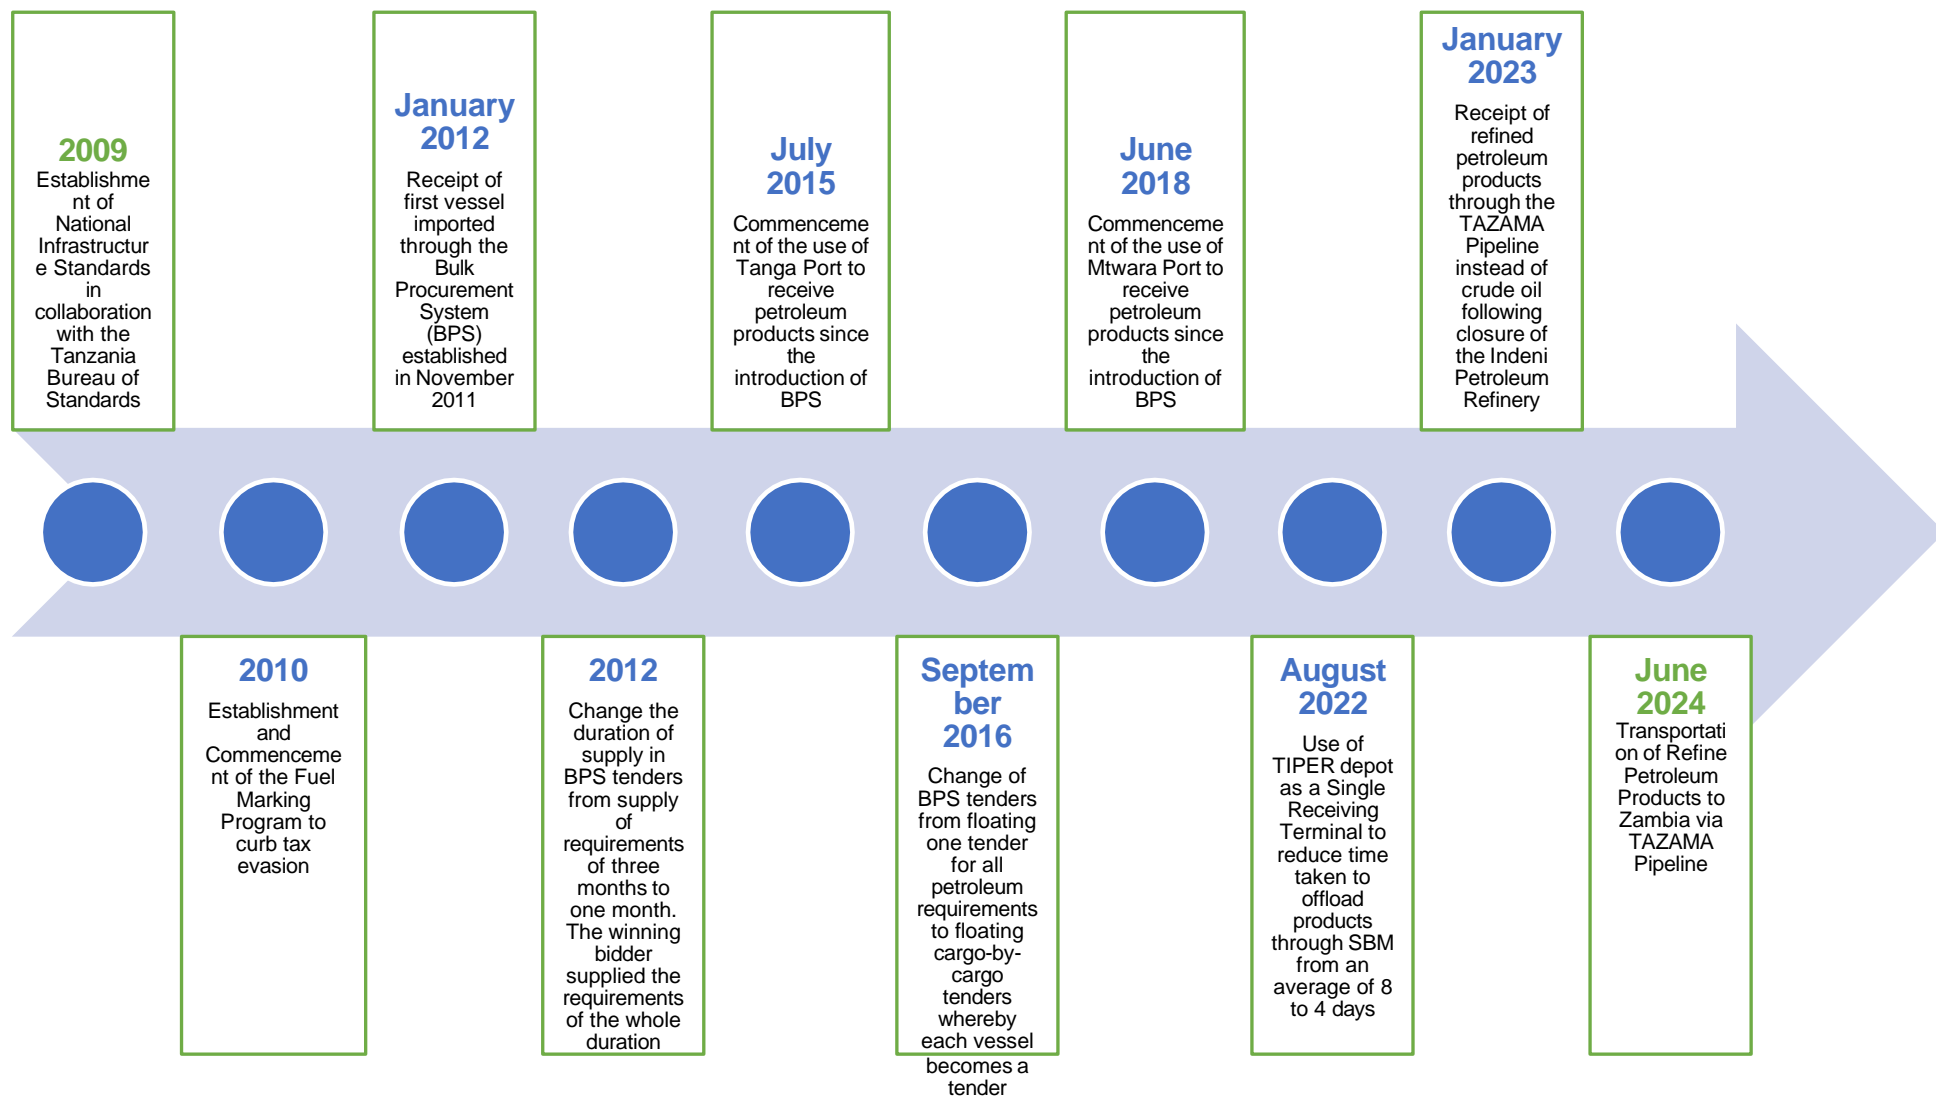 2009
Establishme
nt of
National
Infrastructur
e Standards
in
collaboration
with the
Tanzania
Bureau of
Standards
2010
Establishment
and
Commenceme
nt of the Fuel
Marking
Program to
curb tax
evasion
January
2012
Receipt of
first vessel
imported
through the
Bulk
Procurement
System
(BPS)
established
in November
2011
2012
Change the
duration of
supply in
BPS tenders
from supply
of
requirements
of three
months to
one month.
The winning
bidder
supplied the
requirements
of the whole
duration
July
2015
Commenceme
nt of the use of
Tanga Port to
receive
petroleum
products since
the
introduction of
BPS
Septem
ber
2016
Change of
BPS tenders
from floating
one tender
for all
petroleum
requirements
to floating
cargo-by-
cargo
tenders
whereby
each vessel
becomes a
tender
June
2018
Commenceme
nt of the use of
Mtwara Port to
receive
petroleum
products since
the
introduction of
BPS
August
2022
Use of
TIPER depot
as a Single
Receiving
Terminal to
reduce time
taken to
offload
products
through SBM
from an
average of 8
to 4 days
January
2023
Receipt of
refined
petroleum
products
through the
TAZAMA
Pipeline
instead of
crude oil
following
closure of
the Indeni
Petroleum
Refinery
June
2024
Transportati
on of Refine
Petroleum
Products to
Zambia via
TAZAMA
Pipeline